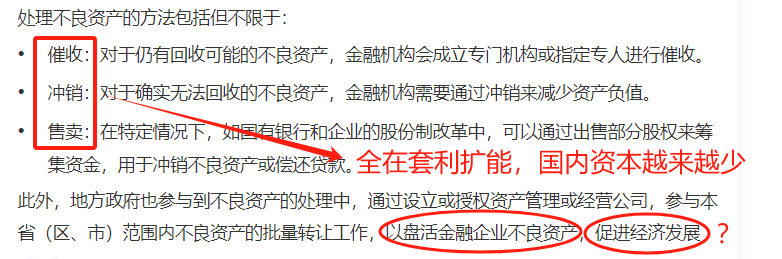 处理不良资产的方法包括但不限于：
• 催收：对于仍有回收可能的不良资产，金融机构会成立专门机构或指定专人进行催收。
• 冲销：对于确实无法回收的不良资产，金融机构需要通过冲销来减少资产负值。
• 售卖：在特定情况下，如国有银行和企业的股份制改革中，可以通过出售部分股权来筹
集资金，用于冲销不良资产或偿还贷款。
全在套利扩能，国内资本越来越少
此外，地方政府也参与到不良资产的处理中，通过设立或授权资产管理或经营公司，参与本
省（区、市）范围内不良资产的批量转让工作，以盘活金融企业不良资产，促进经济发展 ？